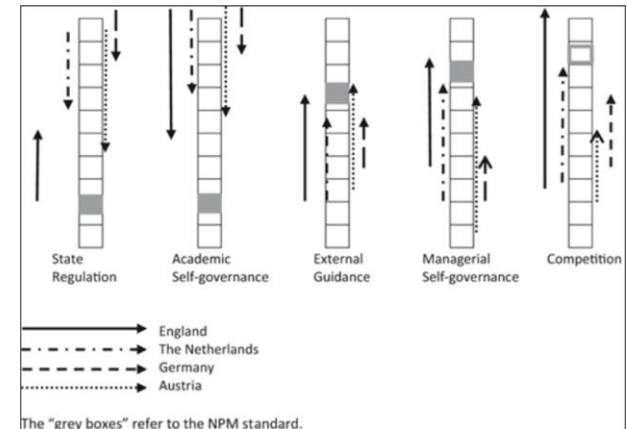 State
Regulation
Academic
Self-governance
External
Guidance
Managerial
Self-governance
Competition
England
The Netherlands
Germany
Austria
The "grey boxes" refer to the NPM standard.